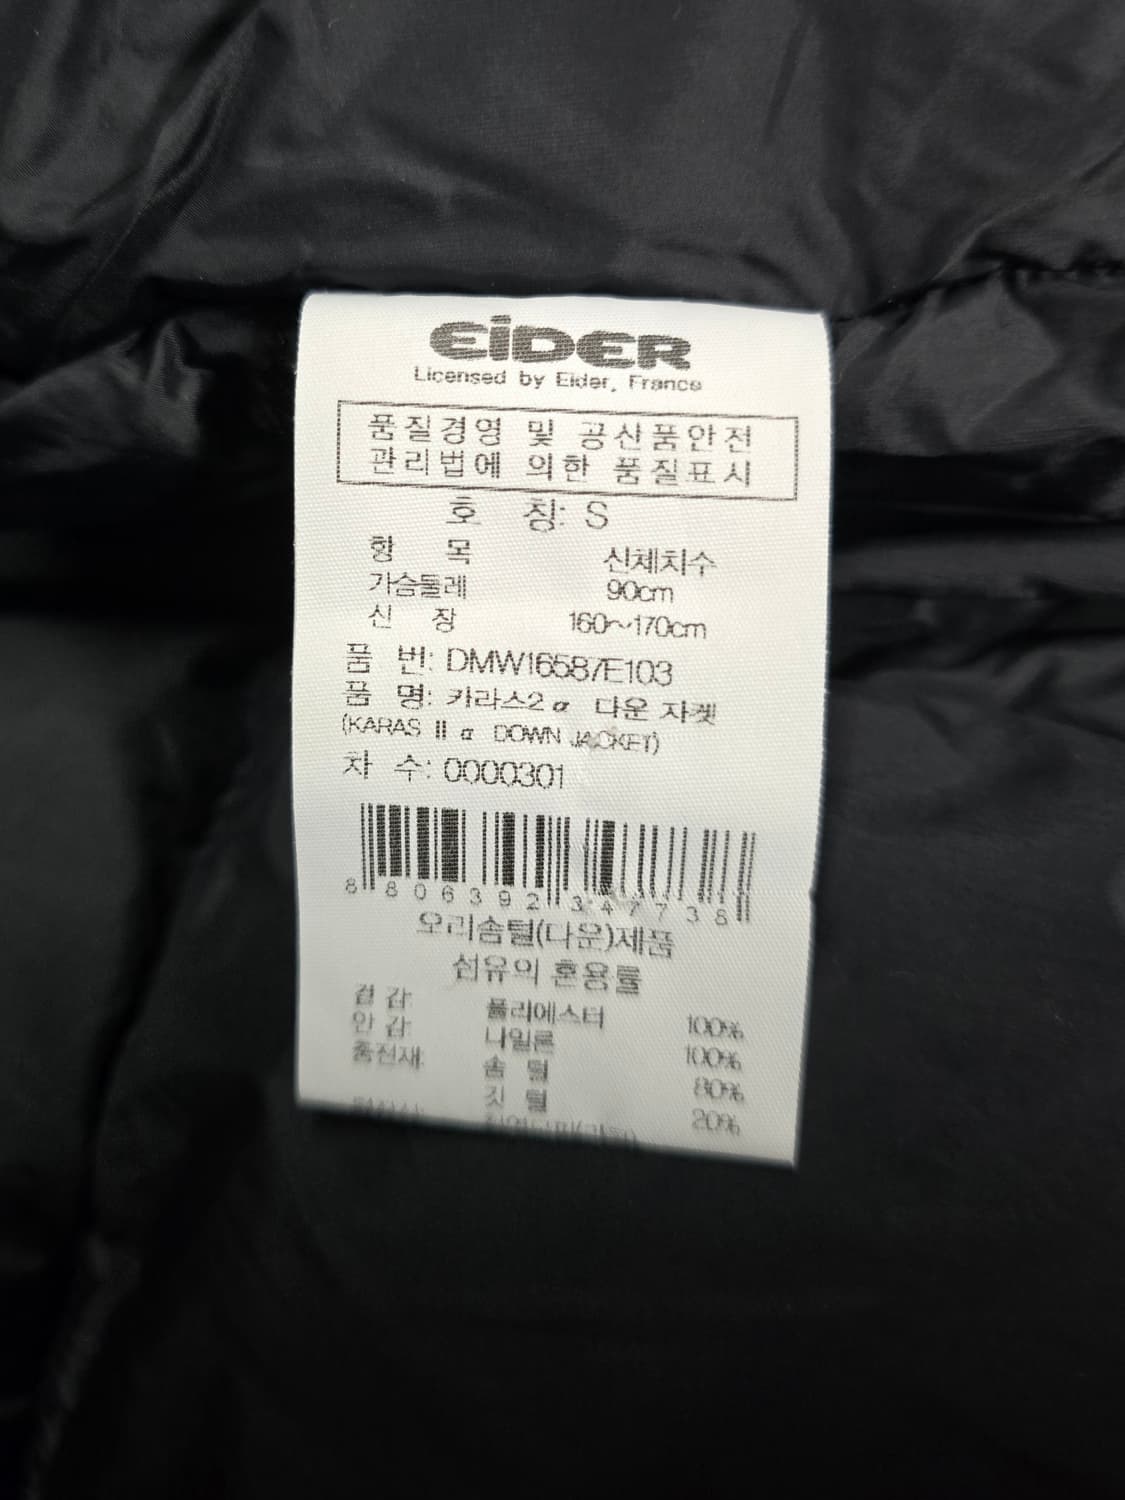 EiDER
Licensed by Eider, France
품질경영 및 공산품안전
관리법에 의한 품질표시
호 칭: S
항 목 신체치수
가슴둘레 90cm
신 장 160~170cm
품 번: DMW16587E103
품 명: 카라스2α 다운 자켓
(KARAS II α DOWN JACKET)
차 수: 0000301
8 806392 347738
오리솜털(다운)제품
섬유의 혼용률
겉감: 폴리에스터 100%
안감: 나일론 100%
충전재: 솜 털 80%
깃 털 20%